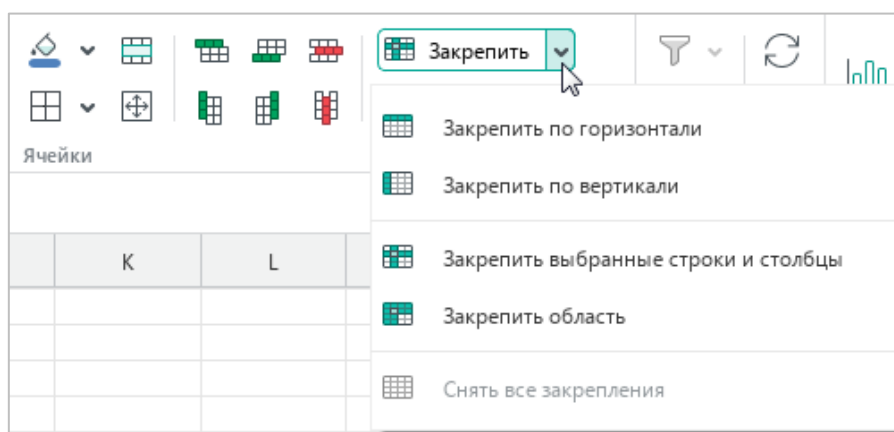 Закрепить
Закрепить по горизонтали
Закрепить по вертикали
Ячейки
K L
Закрепить выбранные строки и столбцы
Закрепить область
Снять все закрепления